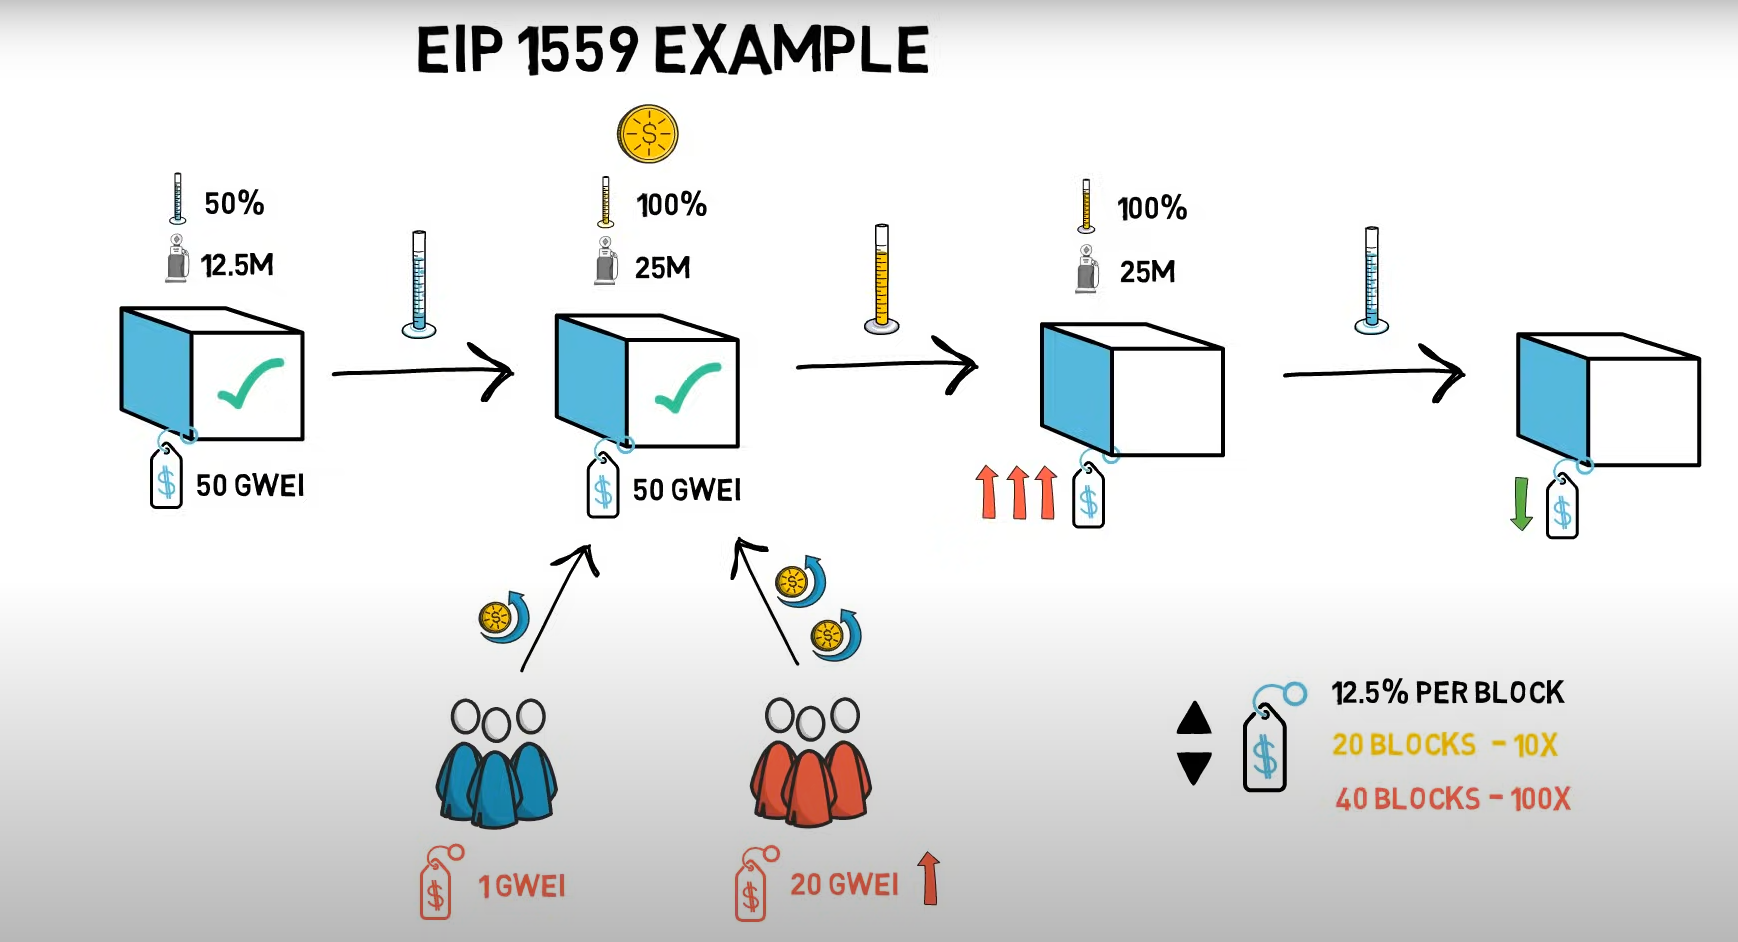 EIP 1559 EXAMPLE
50%
12.5M
50 GWEI
100%
25M
50 GWEI
100%
25M
1 GWEI
20 GWEI
12.5% PER BLOCK
20 BLOCKS - 10X
40 BLOCKS - 100X